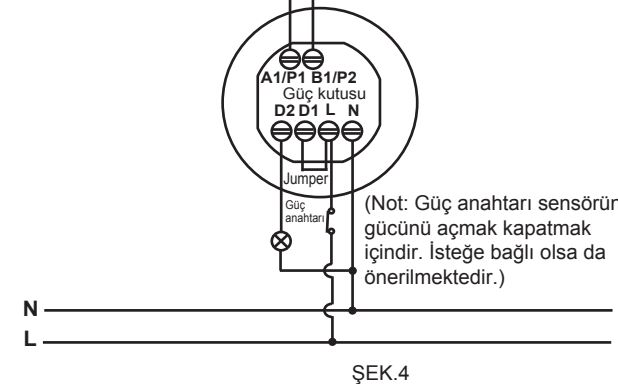 A1/P1 B1/P2
Güç kutusu
D2 D1 L N
Jumper
Güç
anahtarı
(Not: Güç anahtarı sensörün
gücünü açmak kapatmak
içindir. İsteğe bağlı olsa da
önerilmektedir.)
N
L
ŞEK.4